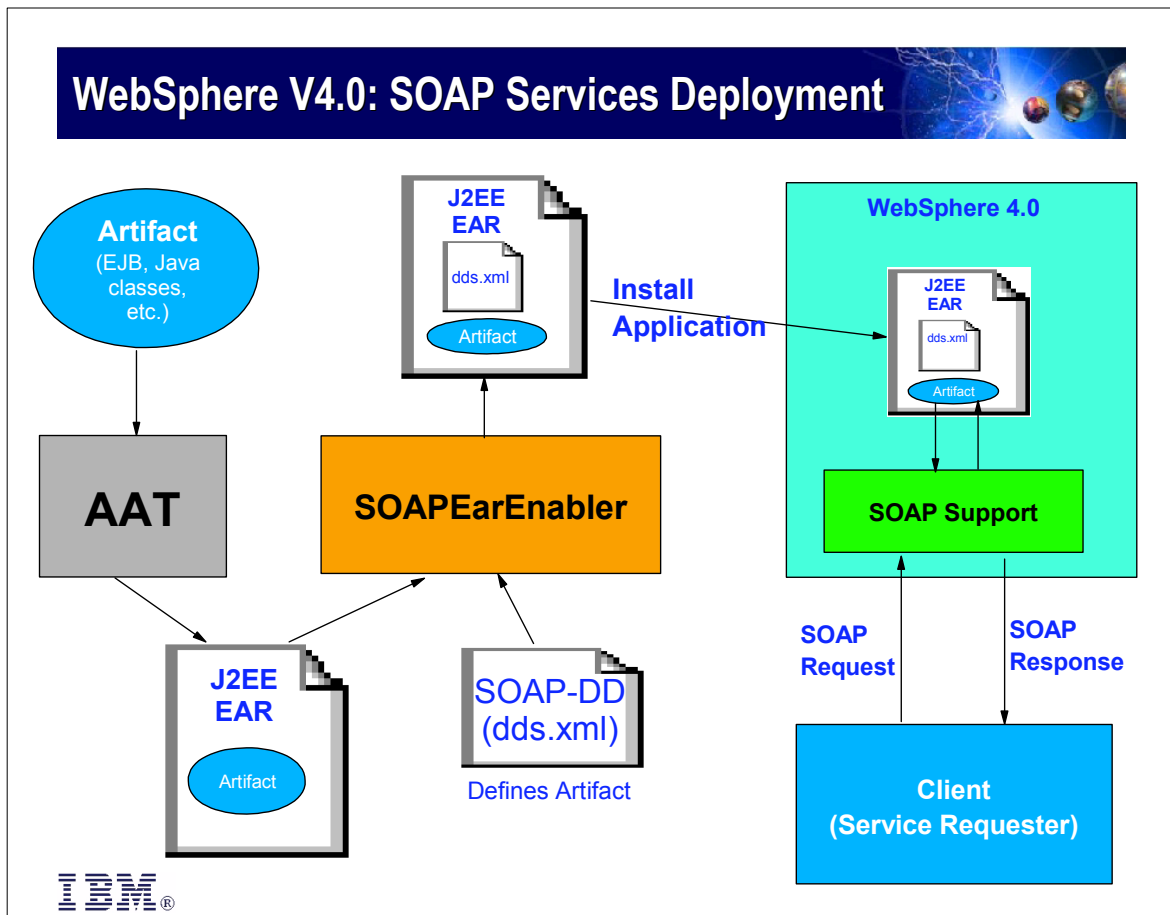 WebSphere V4.0: SOAP Services Deployment
Artifact
(EJB, Java
classes,
etc.)
AAT
J2EE
EAR
Artifact
SOAPEarEnabler
SOAP-DD
(dds.xml)
Defines Artifact
J2EE
EAR
dds.xml
Artifact
Install
Application
WebSphere 4.0
J2EE
EAR
dds.xml
Artifact
SOAP Support
SOAP
Request
SOAP
Response
Client
(Service Requester)
IBM®